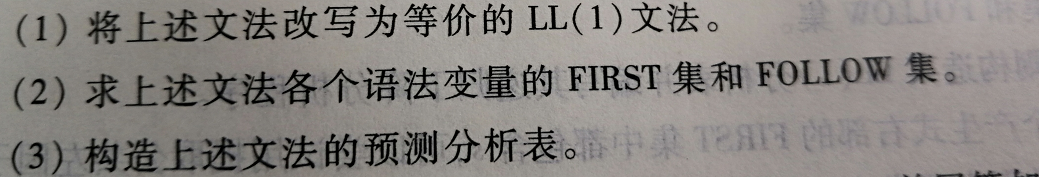 (1) 将上述文法改写为等价的 LL(1)文法。
(2) 求上述文法各个语法变量的 FIRST 集和 FOLLOW 集。
(3) 构造上述文法的预测分析表。